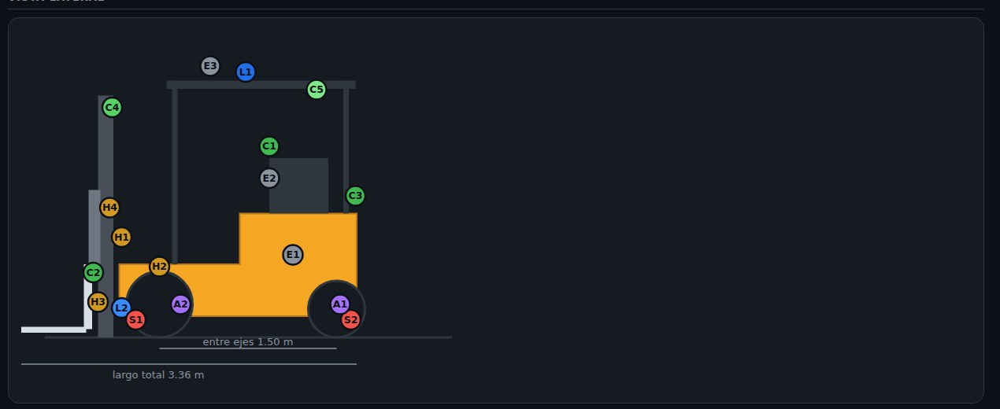 E3
L1
C5
C4
C1
E2
C3
H4
H1
E1
H2
C2
H3
L2
A2
A1
S1
S2
entre ejes 1.50 m
largo total 3.36 m